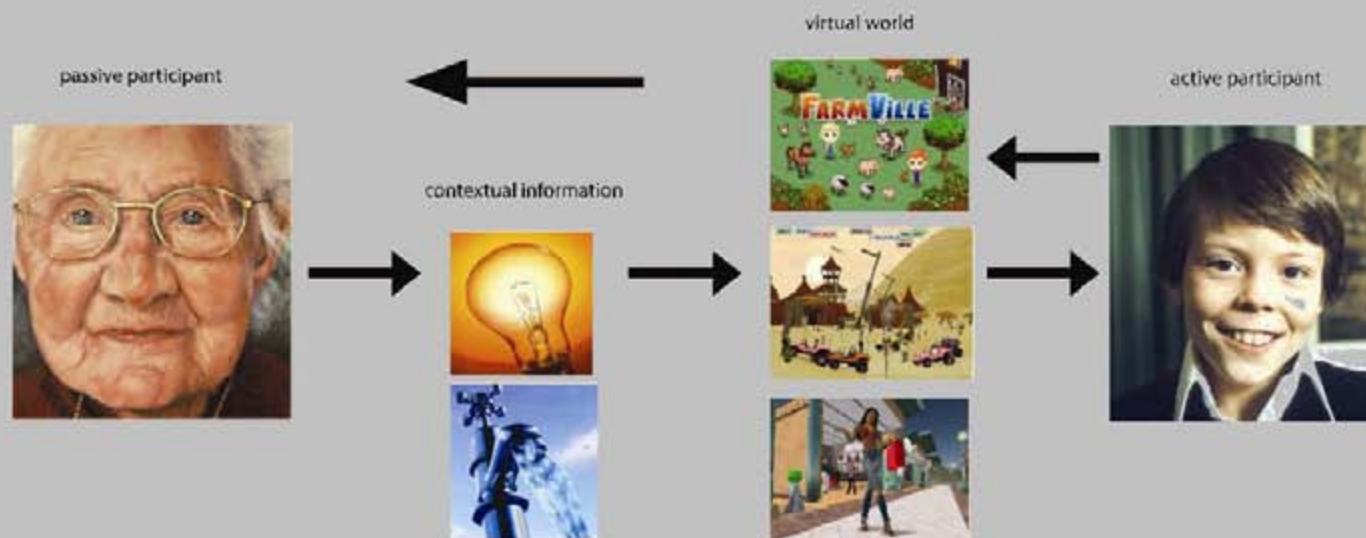 virtual world
passive participant
active participant
FARMVILLE
contextual information